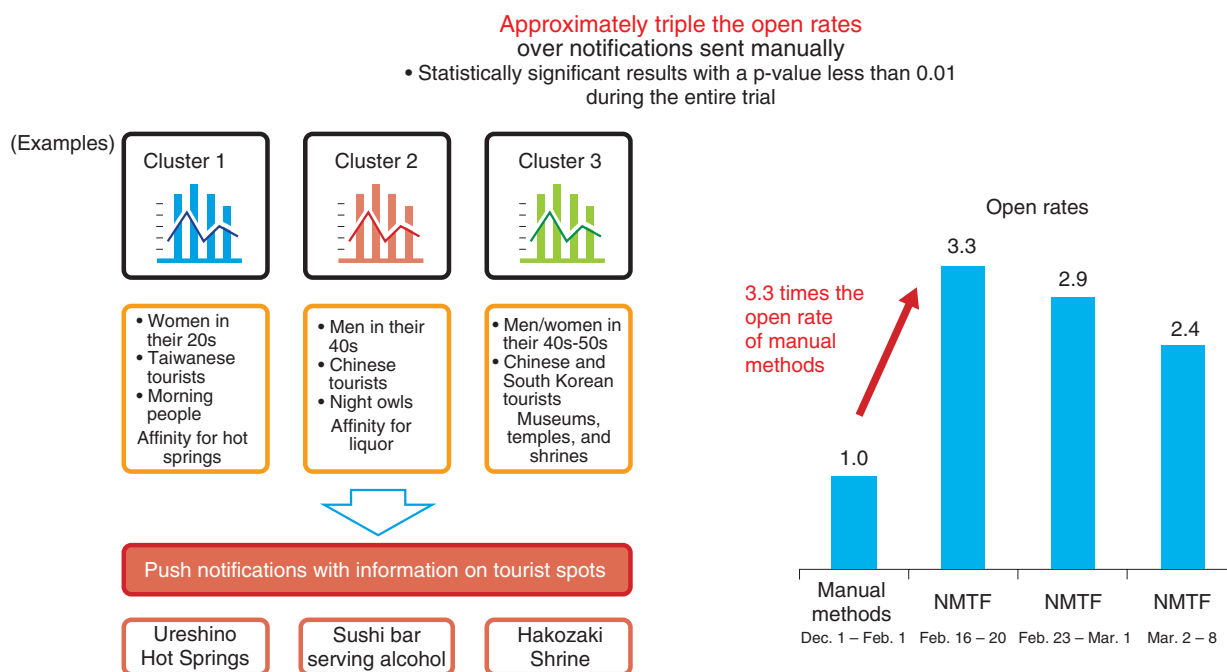 Approximately triple the open rates
over notifications sent manually
• Statistically significant results with a p-value less than 0.01
during the entire trial
(Examples)
Cluster 1
Cluster 2
Cluster 3
• Women in
their 20s
• Taiwanese
tourists
• Morning
people
Affinity for hot
springs
• Men in their
40s
• Chinese
tourists
• Night owls
Affinity for
liquor
• Men/women in
their 40s-50s
• Chinese and
South Korean
tourists
Museums,
temples, and
shrines
Push notifications with information on tourist spots
Ureshino
Hot Springs
Sushi bar
serving alcohol
Hakozaki
Shrine
Open rates
3.3 times the
open rate
of manual
methods
1.0
3.3
2.9
2.4
Manual
methods
Dec. 1 – Feb. 1
NMTF
Feb. 16 – 20
NMTF
Feb. 23 – Mar. 1
NMTF
Mar. 2 – 8